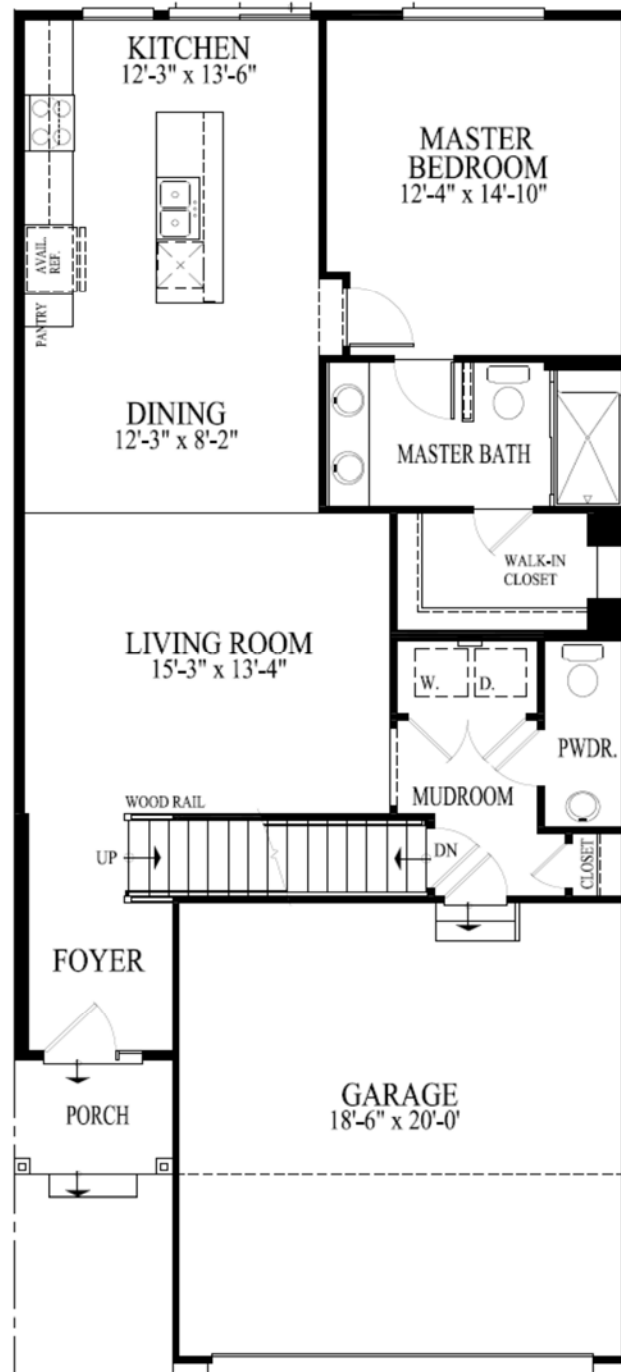 KITCHEN
12'-3" x 13'-6"
MASTER
BEDROOM
12'-4" x 14'-10"
AVAIL.
REF.
PANTRY
DINING
12'-3" x 8'-2"
MASTER BATH
WALK-IN
CLOSET
LIVING ROOM
15'-3" x 13'-4"
W.
D.
PWDR.
MUDROOM
WOOD RAIL
UP
DN
CLOSET
FOYER
PORCH
GARAGE
18'-6" x 20'-0'